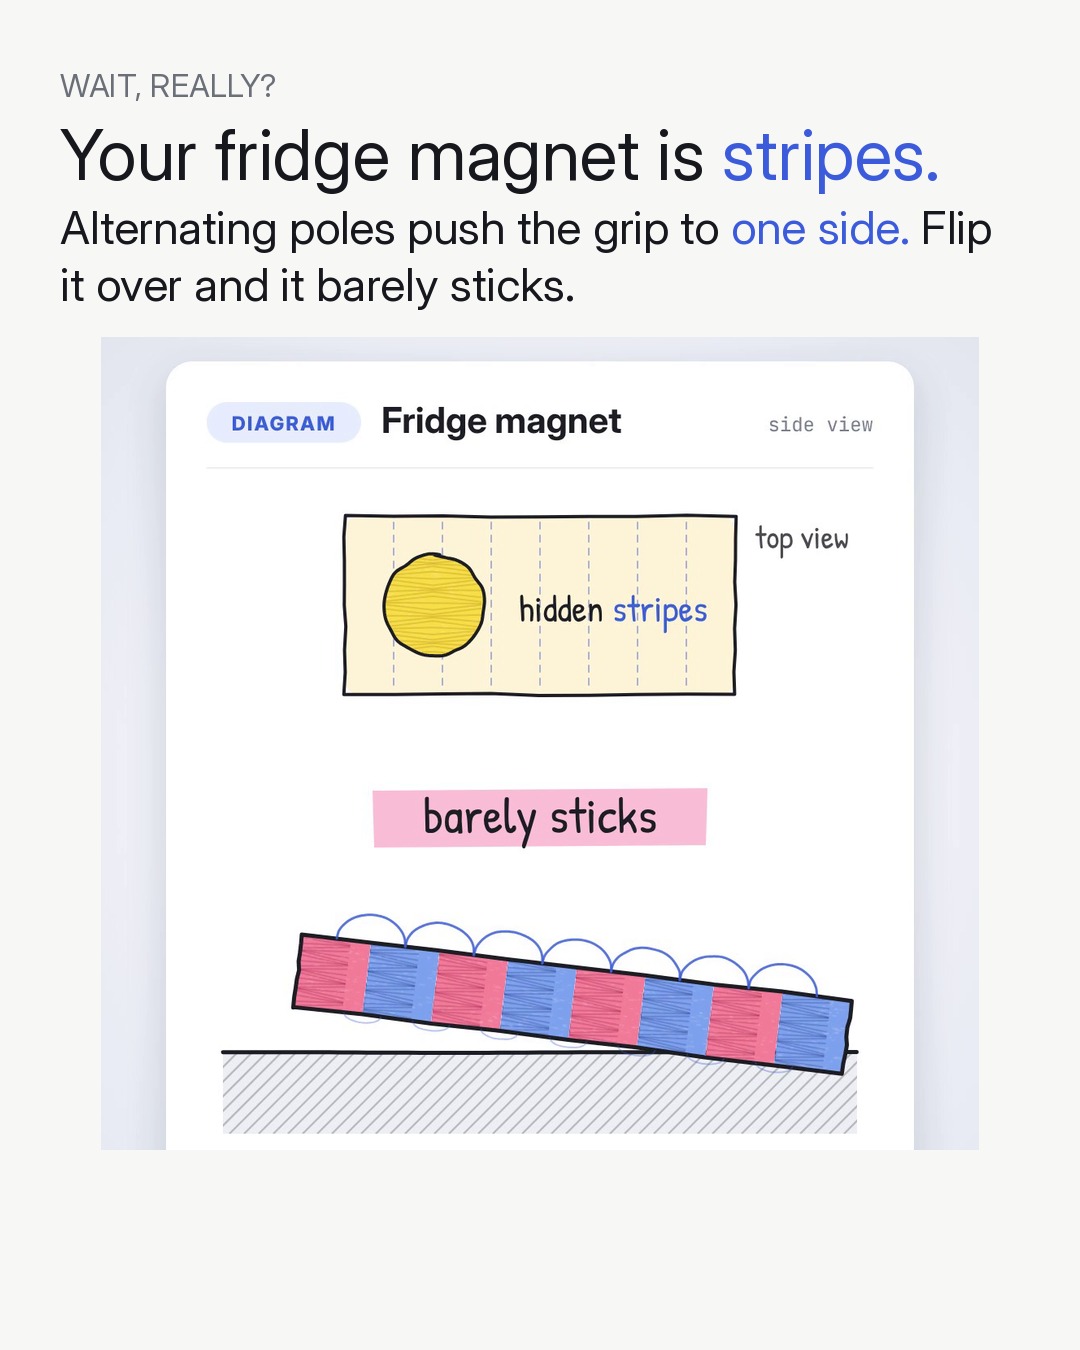 WAIT, REALLY?
Your fridge magnet is stripes.
Alternating poles push the grip to one side. Flip
it over and it barely sticks.
DIAGRAM Fridge magnet side view
top view
hidden stripes
barely sticks